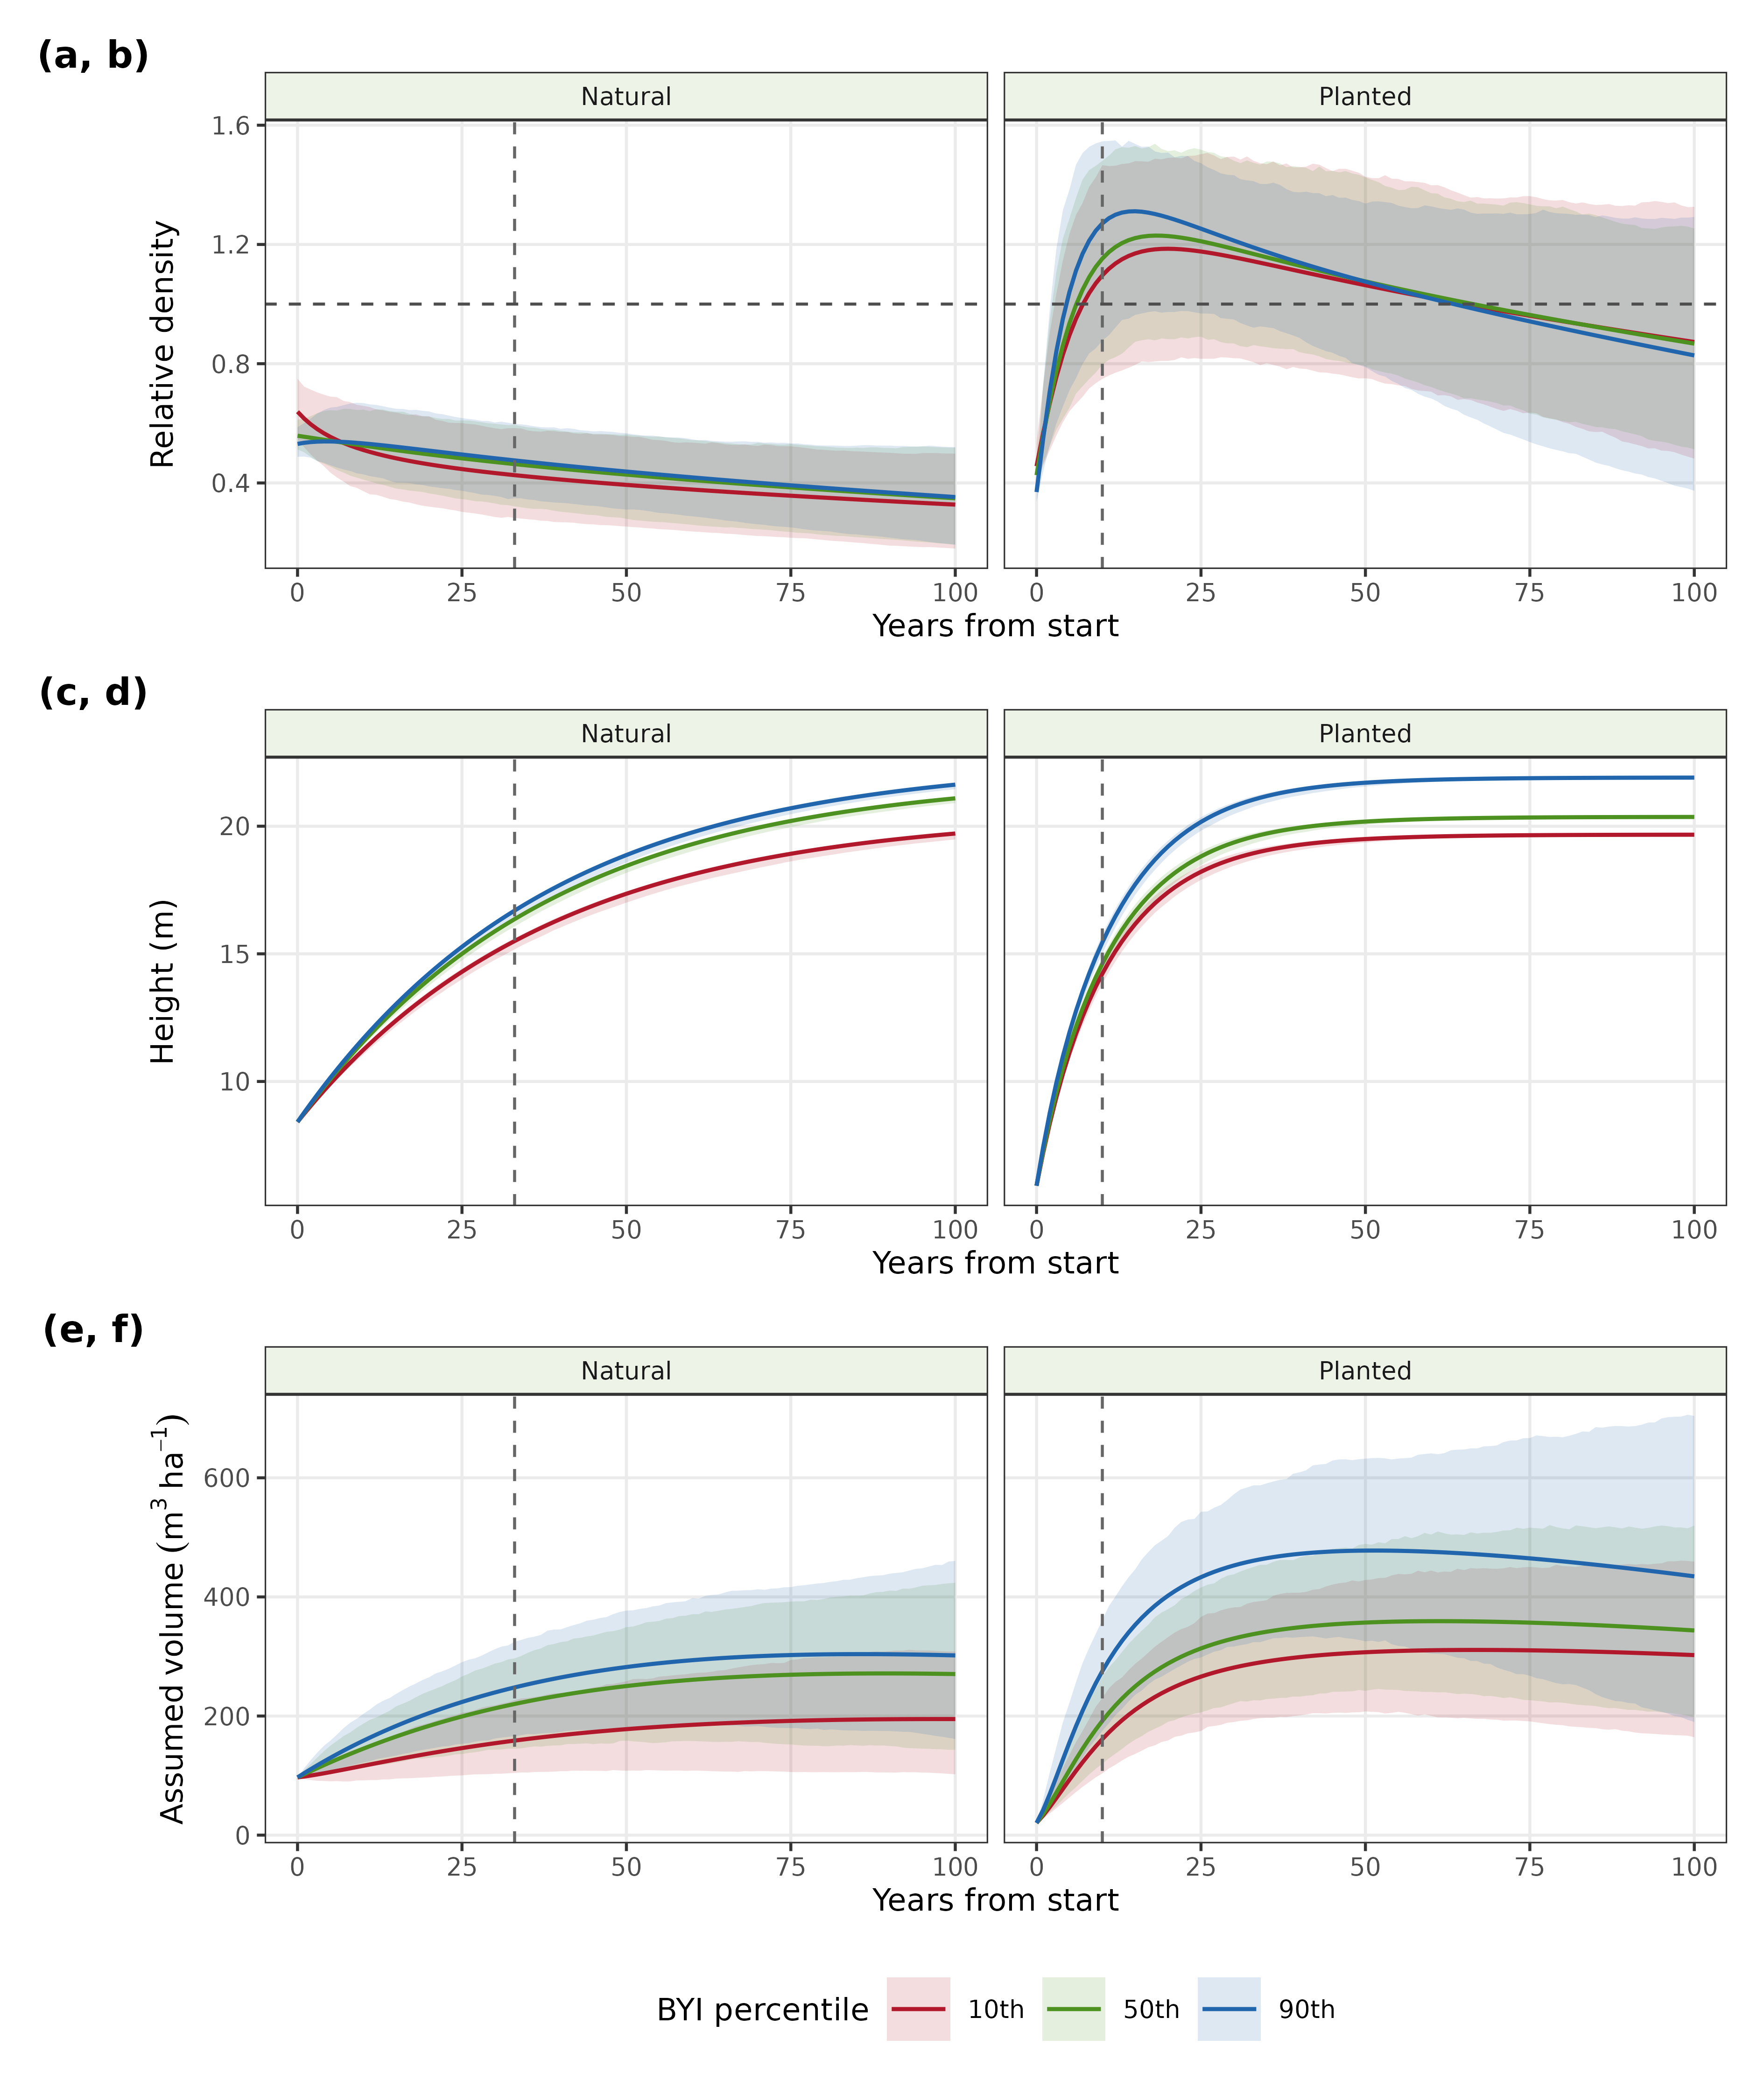 (a, b)
Natural Planted
1.6
1.2
0.8
0.4
Relative density
0 25 50 75 100 0 25 50 75 100
Years from start
(c, d)
Natural Planted
20
15
10
Height (m)
0 25 50 75 100 0 25 50 75 100
Years from start
(e, f)
Natural Planted
600
400
200
0
Assumed volume (m³ ha⁻¹)
0 25 50 75 100 0 25 50 75 100
Years from start
BYI percentile 10th 50th 90th